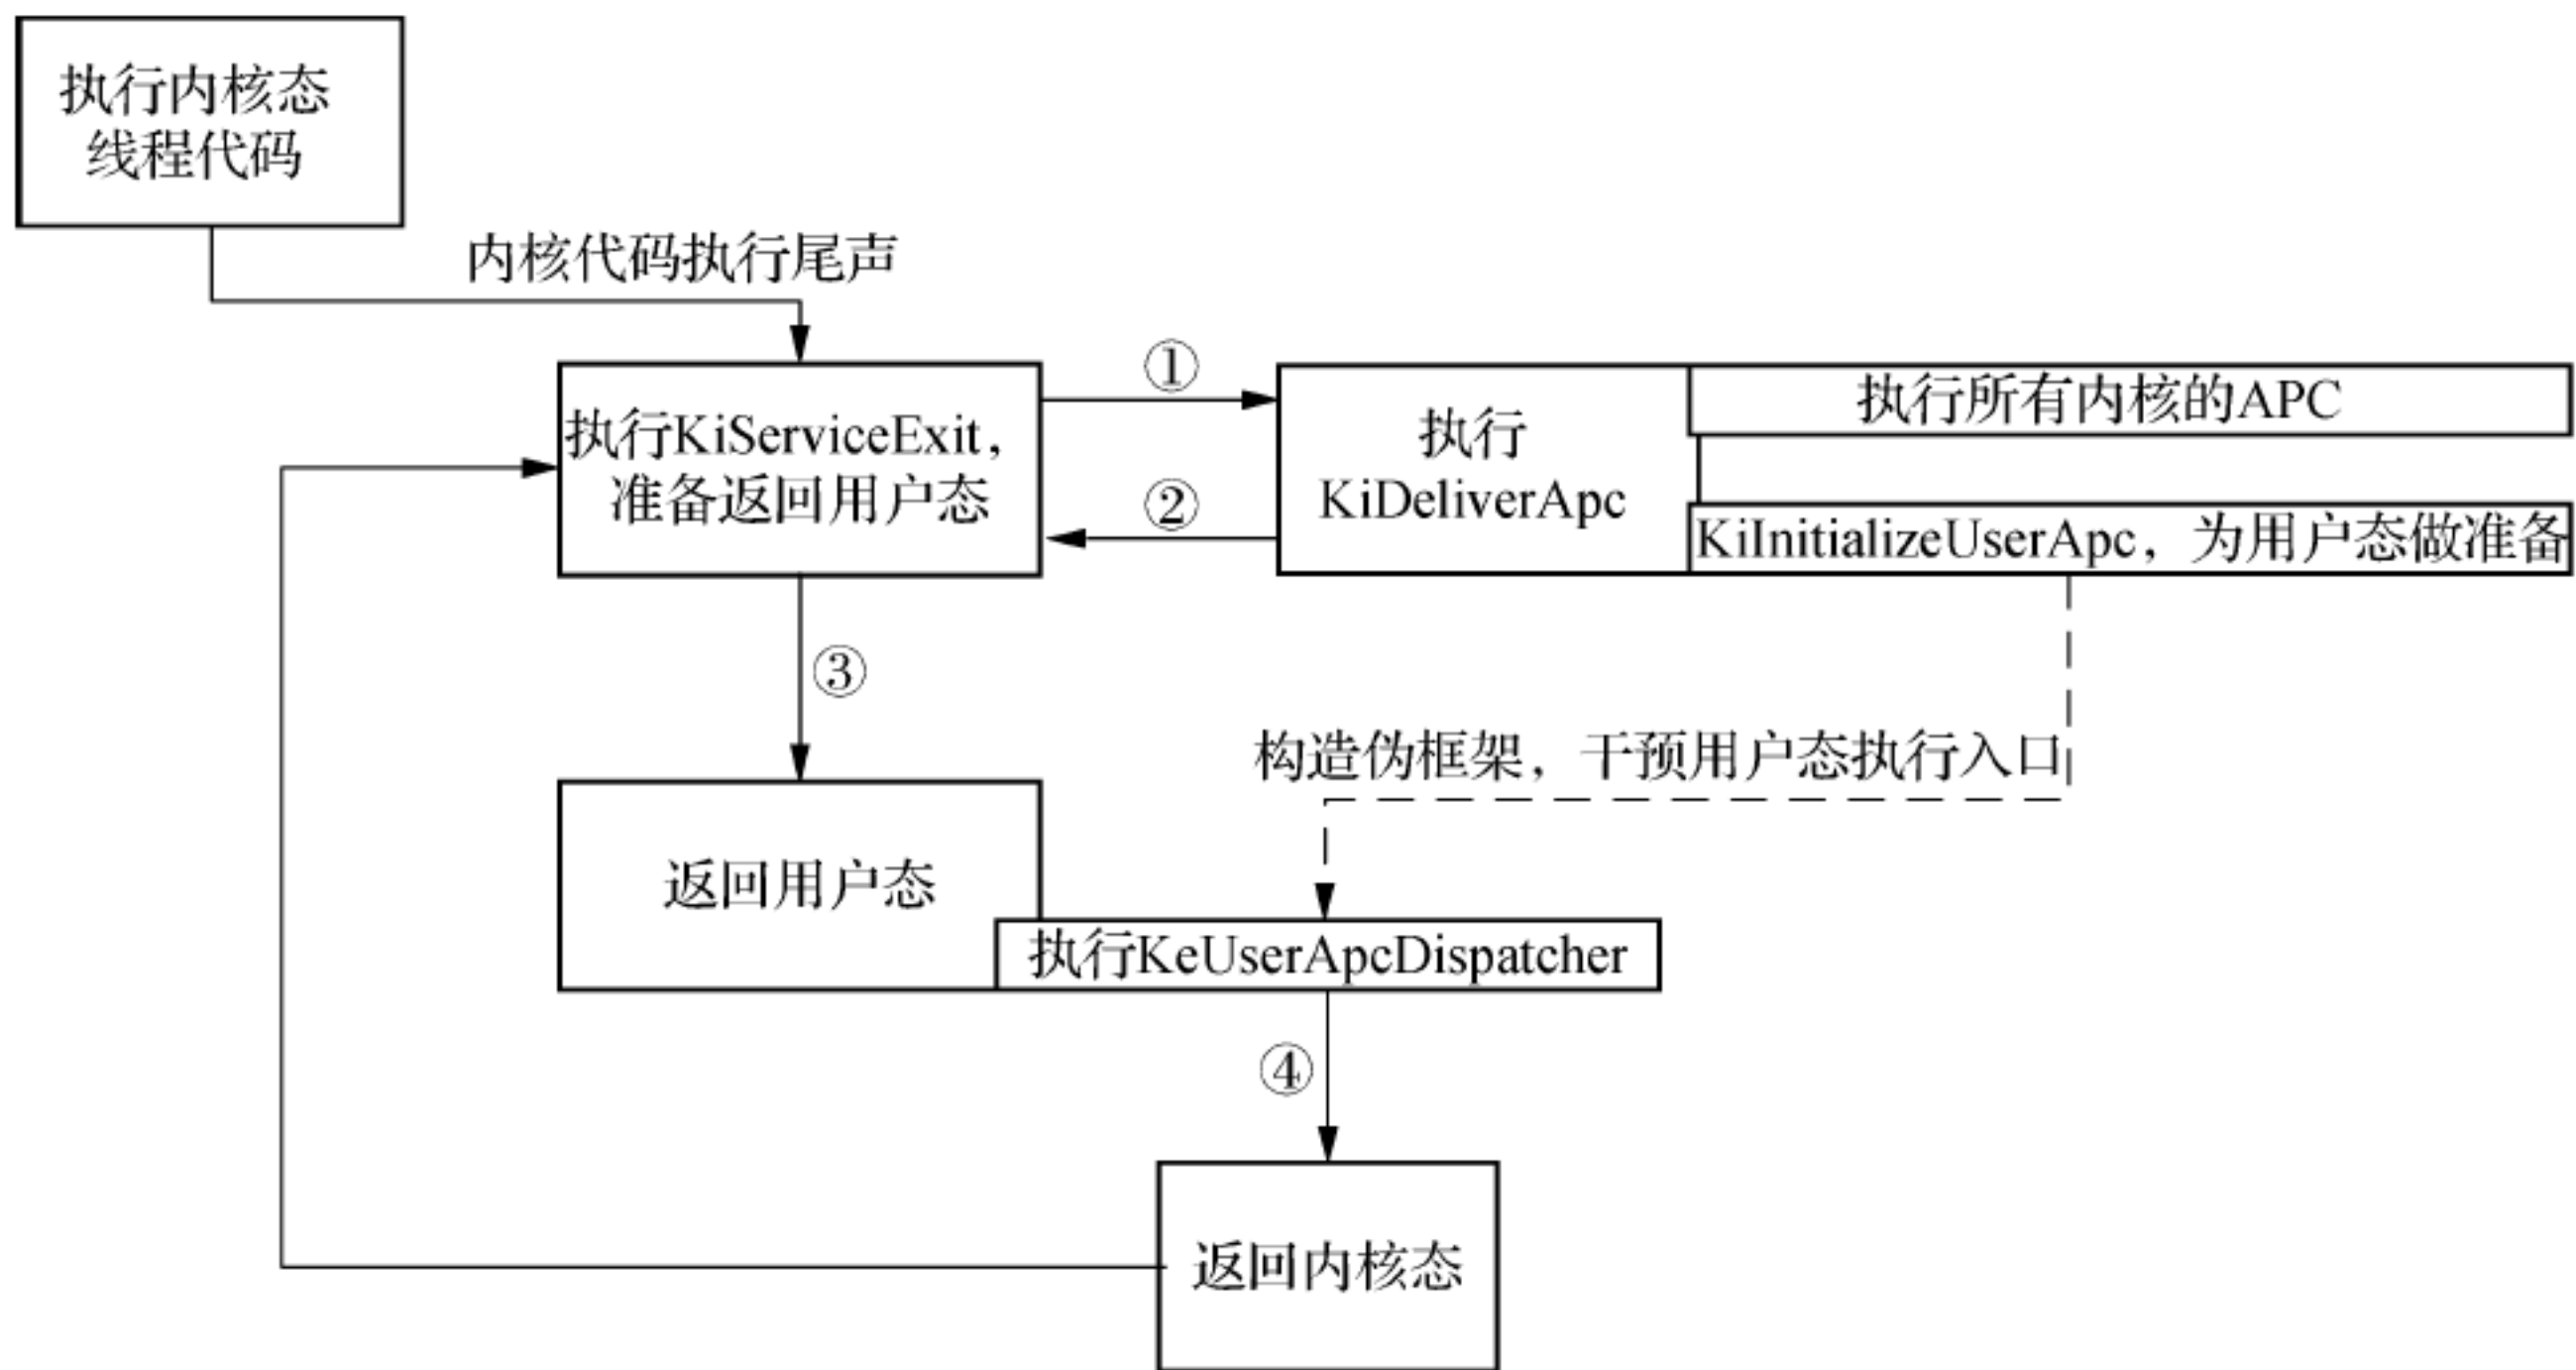 执行内核态
线程代码
内核代码执行尾声
①
执行所有内核的APC
执行KiServiceExit，
准备返回用户态
执行
KiDeliverApc
②
KiInitializeUserApc，为用户态做准备
③
构造伪框架，干预用户态执行入口
返回用户态
执行KeUserApcDispatcher
④
返回内核态